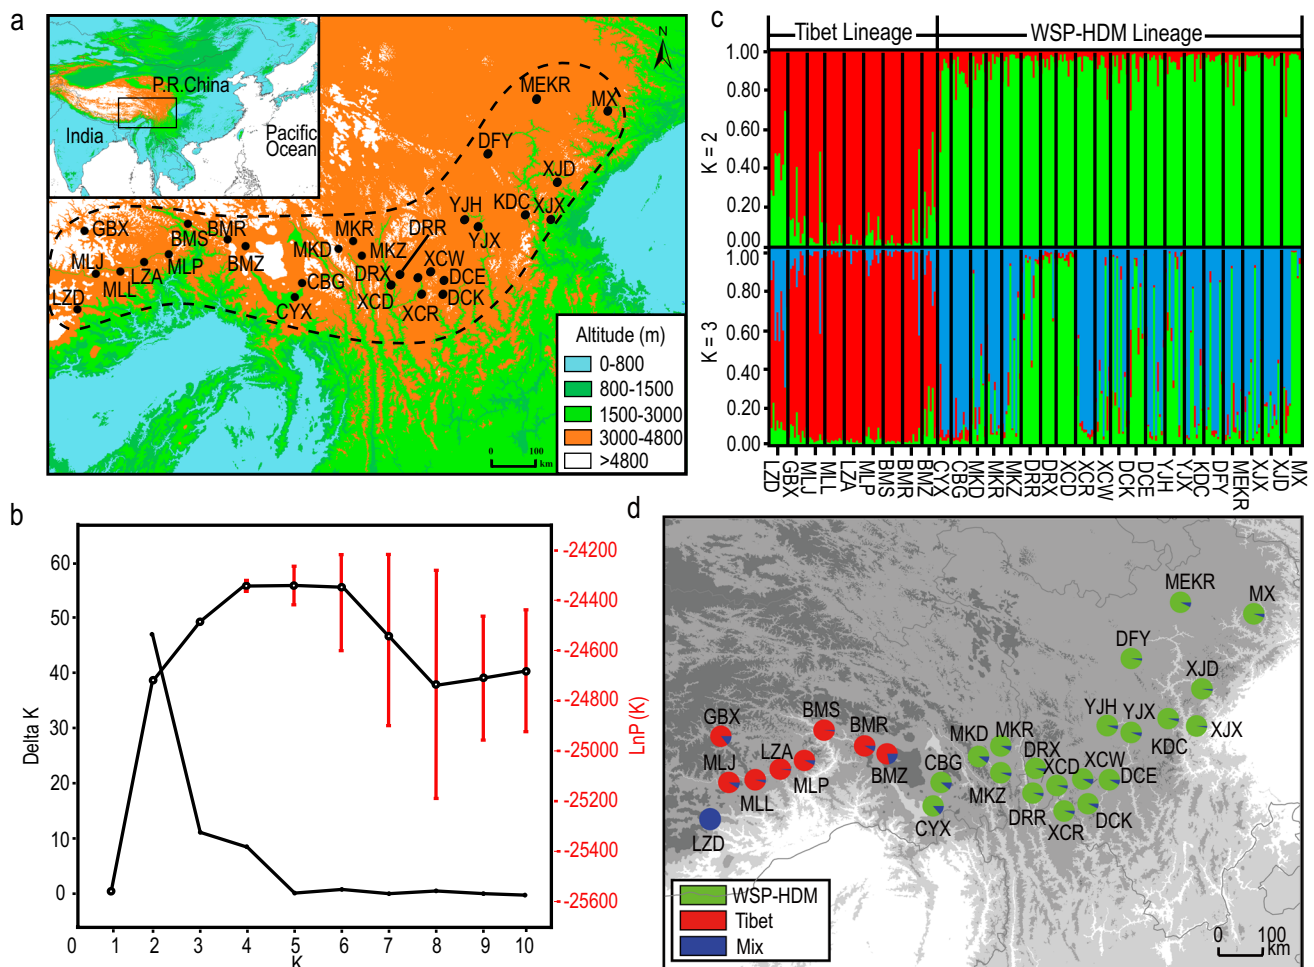 a
P.R.China
India
Pacific
Ocean
N
MEKR
MX
DFY
XJD
KDC
XJX
YJH
YJX
GBX
BMS
BMR
BMZ
MKR
MKD
MKZ
DRR
DRX
XCW
DCE
MLJ
MLL
LZA
MLP
LZD
CBG
CYX
XCD
XCR
DCK
Altitude (m)
0-800
800-1500
1500-3000
3000-4800
>4800
0 100
km
c
Tibet Lineage
WSP-HDM Lineage
K = 2
1.00
0.80
0.60
0.40
0.20
0.00
K = 3
1.00
0.80
0.60
0.40
0.20
0.00
LZD
GBX
MLJ
MLL
LZA
MLP
BMS
BMR
BMZ
CYX
CBG
MKD
MKR
MKZ
DRR
DRX
XCD
XCR
XCW
DCK
DCE
YJH
YJX
KDC
DFY
MEKR
XJX
XJD
MX
b
Delta K
60
50
40
30
20
10
0
0 1 2 3 4 5 6 7 8 9 10
K
LnP (K)
-24200
-24400
-24600
-24800
-25000
-25200
-25400
-25600
d
MEKR
MX
DFY
XJD
YJH
YJX
KDC
XJX
GBX
BMS
BMR
BMZ
MLJ
MLL
LZA
MLP
LZD
CBG
CYX
MKD
MKR
MKZ
DRX
XCD
XCW
DCE
DRR
XCR
DCK
WSP-HDM
Tibet
Mix
0 100
km